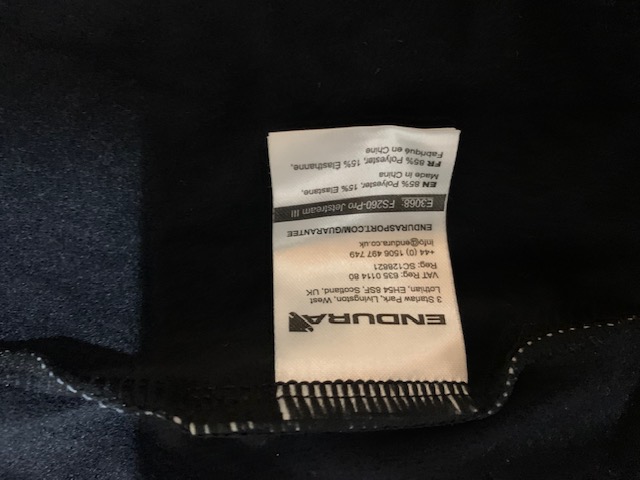 ENDURA
3 Starlaw Park, Livingston, West
Lothian, EH54 8SF, Scotland, UK.
VAT Reg: 635 0114 80
Reg: SC128821
+44 (0) 1506 497 749
info@endura.co.uk
ENDURASPORT.COM/GUARANTEE
E3068: FS260-Pro Jetstream III
EN 85% Polyester, 15% Elastane,
Made in China
FR 85% Polyester, 15% Elasthanne,
Fabriqué en Chine